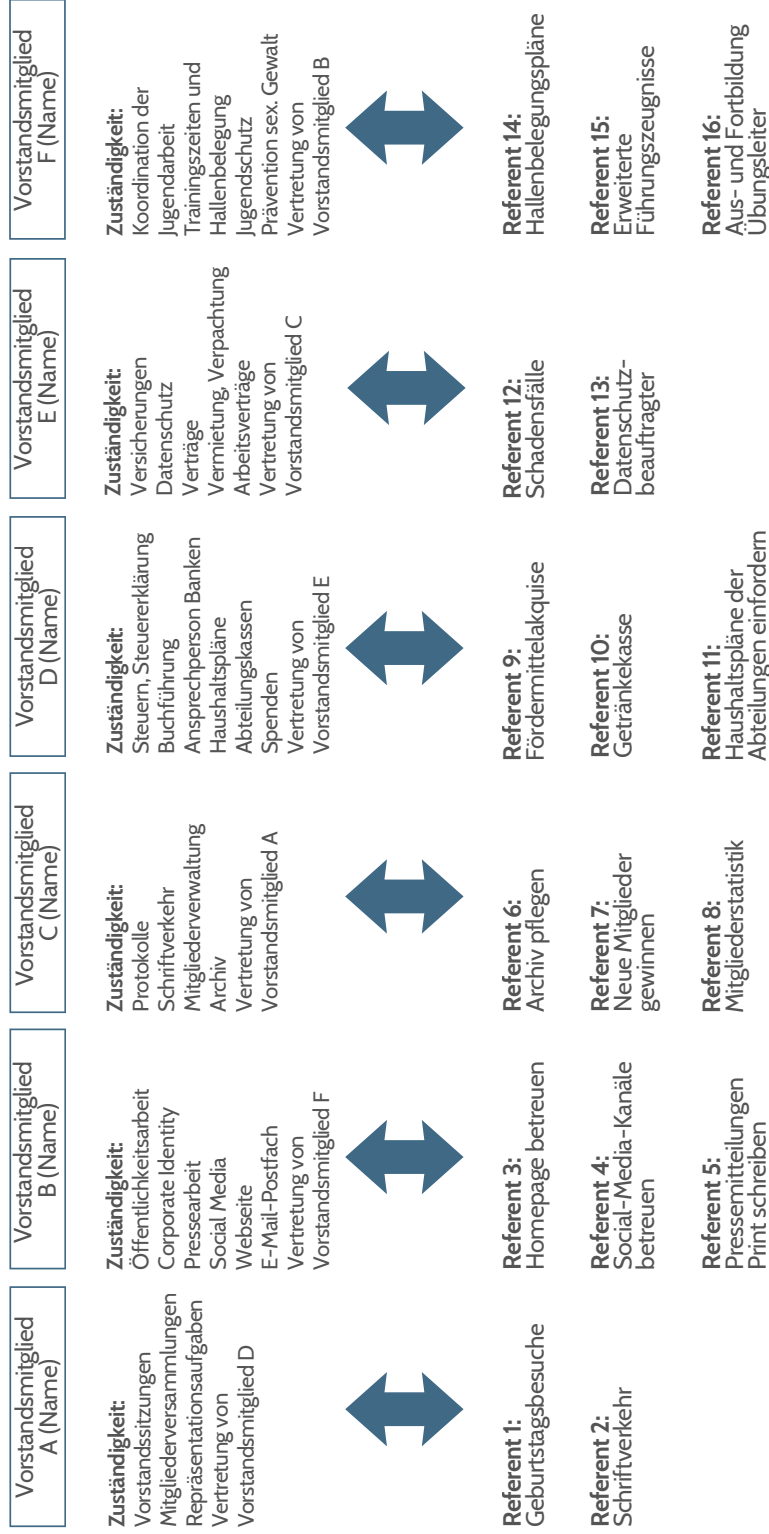 Vorstandsmitglied
A (Name)
Zuständigkeit:
Vorstandssitzungen
Mitgliederversammlungen
Repräsentationsaufgaben
Vertretung von
Vorstandsmitglied D
Referent 1:
Geburtstagsbesuche
Referent 2:
Schriftverkehr
Vorstandsmitglied
B (Name)
Zuständigkeit:
Öffentlichkeitsarbeit
Corporate Identity
Pressearbeit
Social Media
Webseite
E-Mail-Postfach
Vertretung von
Vorstandsmitglied F
Referent 3:
Homepage betreuen
Referent 4:
Social-Media-Kanäle
betreuen
Referent 5:
Pressemitteilungen
Print schreiben
Vorstandsmitglied
C (Name)
Zuständigkeit:
Protokolle
Schriftverkehr
Mitgliederverwaltung
Archiv
Vertretung von
Vorstandsmitglied A
Referent 6:
Archiv pflegen
Referent 7:
Neue Mitglieder
gewinnen
Referent 8:
Mitgliederstatistik
Vorstandsmitglied
D (Name)
Zuständigkeit:
Steuern, Steuererklärung
Buchführung
Ansprechperson Banken
Haushaltspläne
Abteilungskassen
Spenden
Vertretung von
Vorstandsmitglied E
Referent 9:
Fördermittelakquise
Referent 10:
Getränkekasse
Referent 11:
Haushaltspläne der
Abteilungen einfordern
Vorstandsmitglied
E (Name)
Zuständigkeit:
Versicherungen
Datenschutz
Verträge
Vermietung, Verpachtung
Arbeitsverträge
Vertretung von
Vorstandsmitglied C
Referent 12:
Schadensfälle
Referent 13:
Datenschutz-
beauftragter
Vorstandsmitglied
F (Name)
Zuständigkeit:
Koordination der
Jugendarbeit
Trainingszeiten und
Hallenbelegung
Jugendschutz
Prävention sex. Gewalt
Vertretung von
Vorstandsmitglied B
Referent 14:
Hallenbelegungspläne
Referent 15:
Erweiterte
Führungszeugnisse
Referent 16:
Aus- und Fortbildung
Übungsleiter